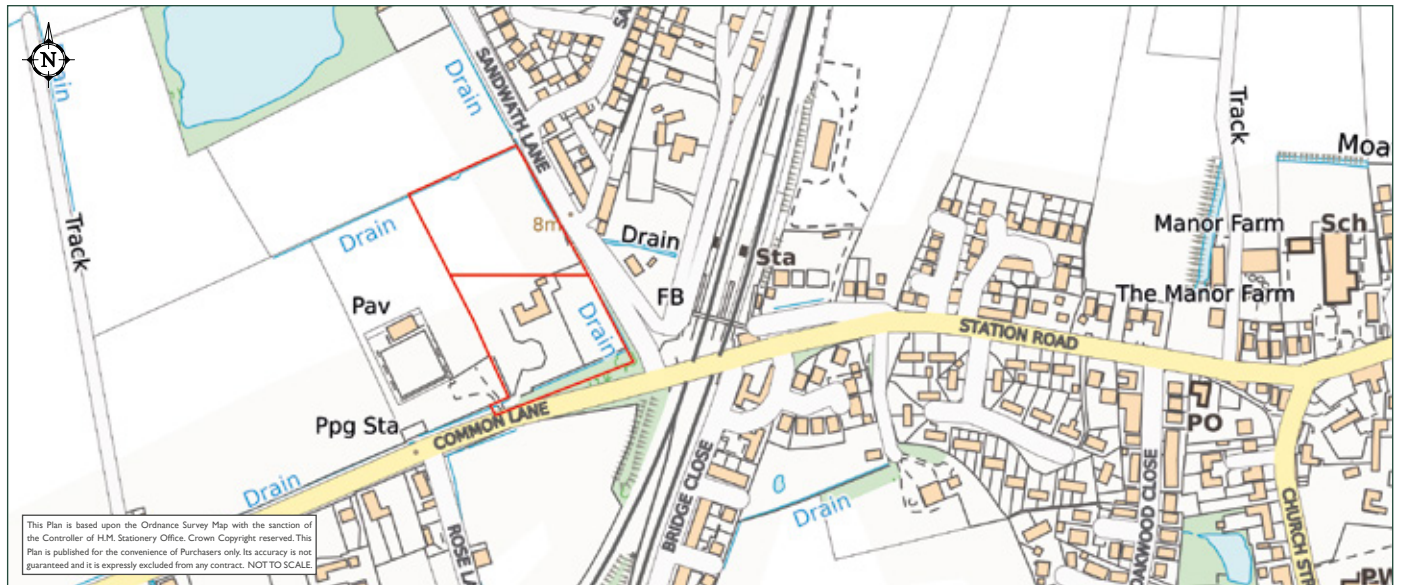 N
Drain
SANDWATH LANE
Track
Moa
Manor Farm
Sch
Drain
8m
Drain
Sta
Track
The Manor Farm
FB
Pav
Drain
STATION ROAD
COMMON LANE
Ppg Sta
PO
Drain
BRIDGE CLOSE
OAKWOOD CLOSE
Drain
CHURCH STR
ROSE LA
PW
This Plan is based upon the Ordnance Survey Map with the sanction of
the Controller of H.M. Stationery Office. Crown Copyright reserved. This
Plan is published for the convenience of Purchasers only. Its accuracy is not
guaranteed and it is expressly excluded from any contract. NOT TO SCALE.